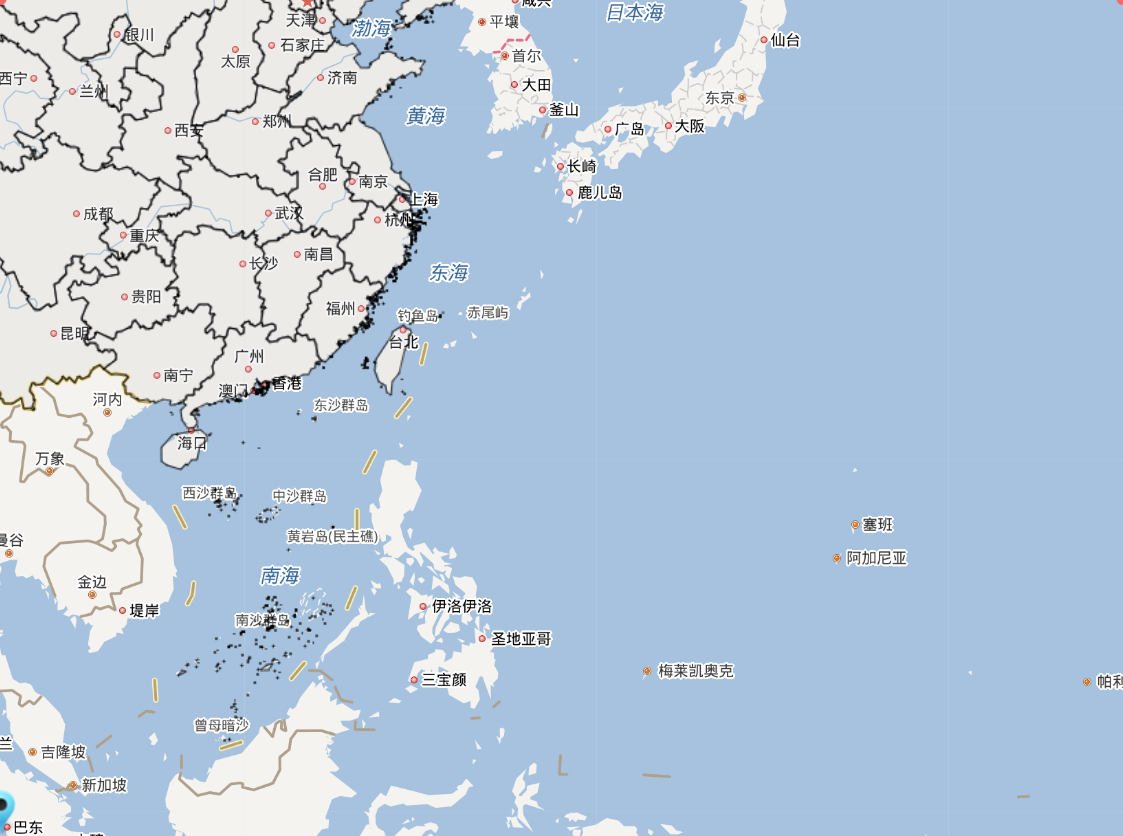 咸兴
日本海
平壤
天津
渤海
银川
仙台
石家庄
首尔
太原
西宁
济南
大田
兰州
东京
釜山
黄海
郑州
西安
广岛
大阪
长崎
合肥
南京
鹿儿岛
上海
成都
武汉
杭州
重庆
南昌
长沙
东海
贵阳
福州
钓鱼岛
赤尾屿
昆明
台北
广州
南宁
香港
澳门
河内
东沙群岛
海口
万象
西沙群岛
中沙群岛
塞班
黄岩岛(民主礁)
曼谷
阿加尼亚
南海
金边
伊洛伊洛
堤岸
南沙群岛
圣地亚哥
梅莱凯奥克
三宝颜
曾母暗沙
兰
吉隆坡
新加坡
巴东